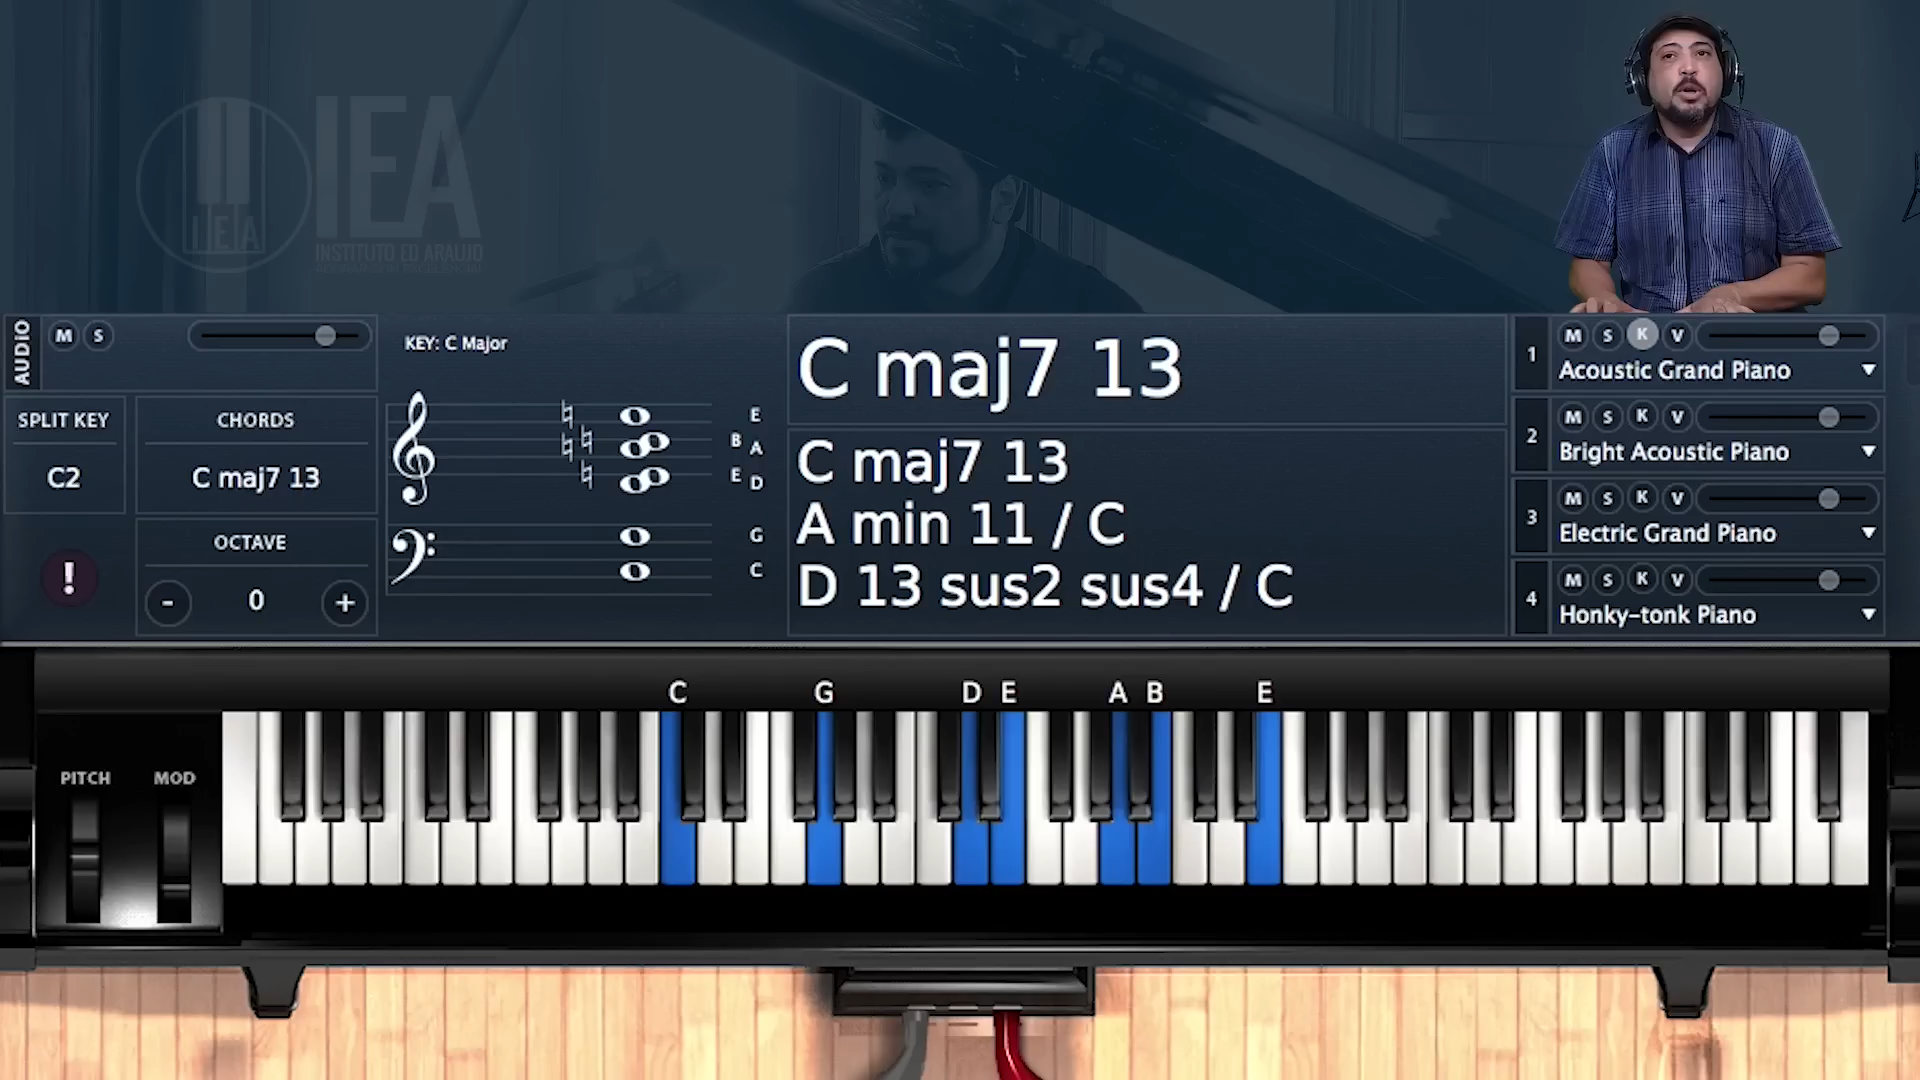 IEA
IEA
INSTITUTO ED ARAUJO
AUDIO
M S
KEY: C Major
SPLIT KEY
C2
CHORDS
C maj7 13
OCTAVE
- 0 +
!
E
B A
E D
G
C
C maj7 13
C maj7 13
A min 11 / C
D 13 sus2 sus4 / C
1 M S K V
Acoustic Grand Piano
2 M S K V
Bright Acoustic Piano
3 M S K V
Electric Grand Piano
4 M S K V
Honky-tonk Piano
C G D E A B E
PITCH MOD